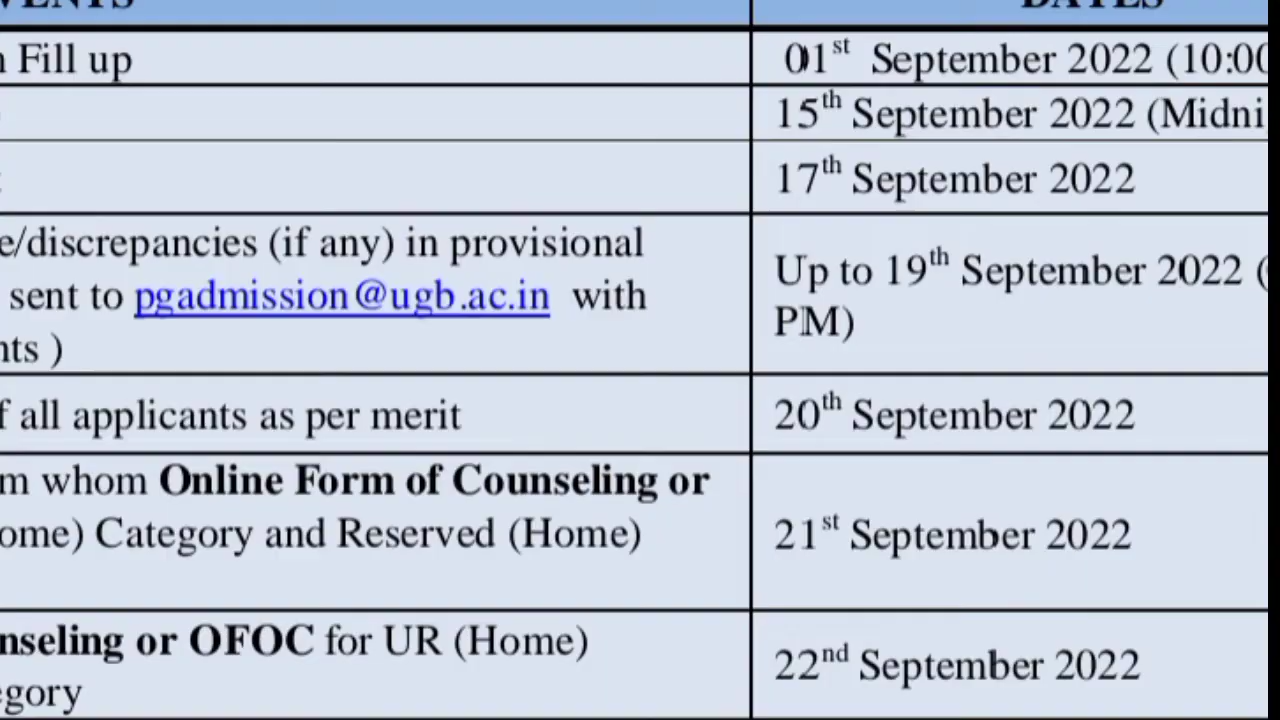 EVENTS DATES
Fill up 01st September 2022 (10:00
15th September 2022 (Midni
17th September 2022
e/discrepancies (if any) in provisional
sent to pgadmission@ugb.ac.in with
nts )
Up to 19th September 2022 (
PM)
f all applicants as per merit 20th September 2022
m whom Online Form of Counseling or
ome) Category and Reserved (Home)
21st September 2022
nseling or OFOC for UR (Home)
egory
22nd September 2022